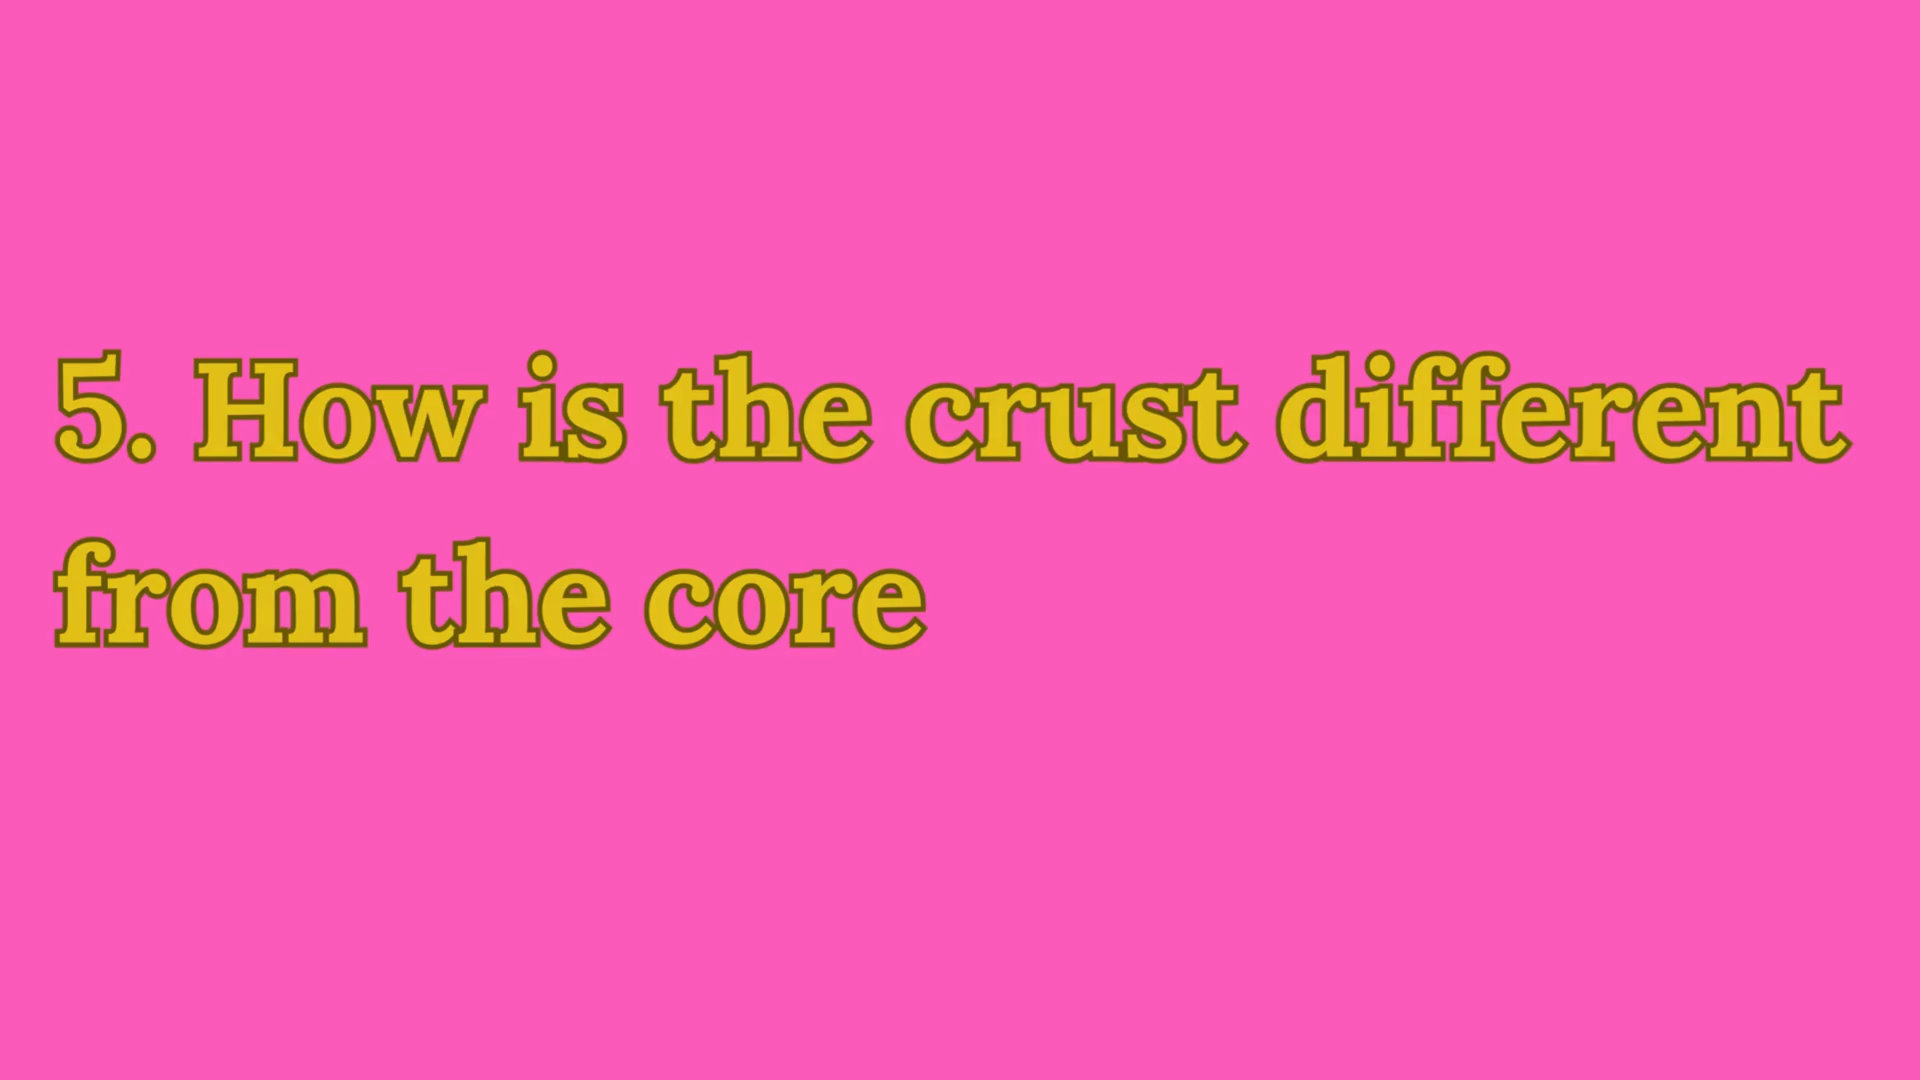 5. How is the crust different
from the core